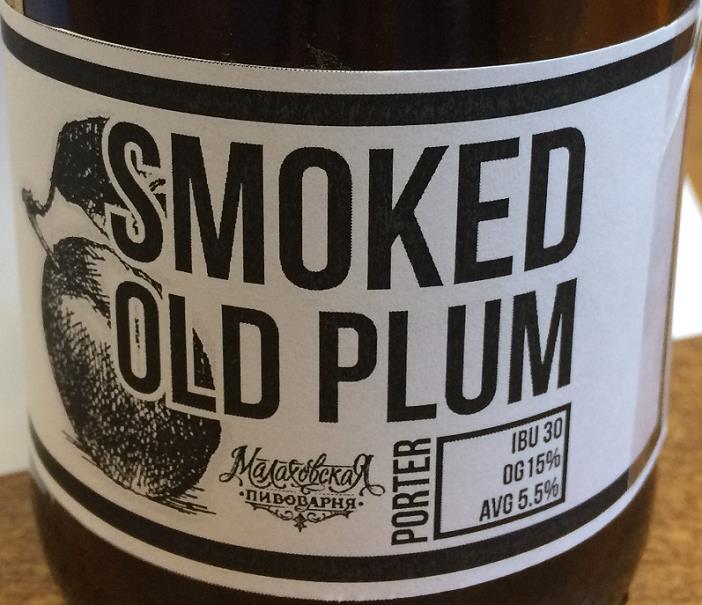 SMOKED
OLD PLUM
МалаховскаЯ
ПИВОВАРНЯ
PORTER
IBU 30
OG 15%
AVG 5.5%